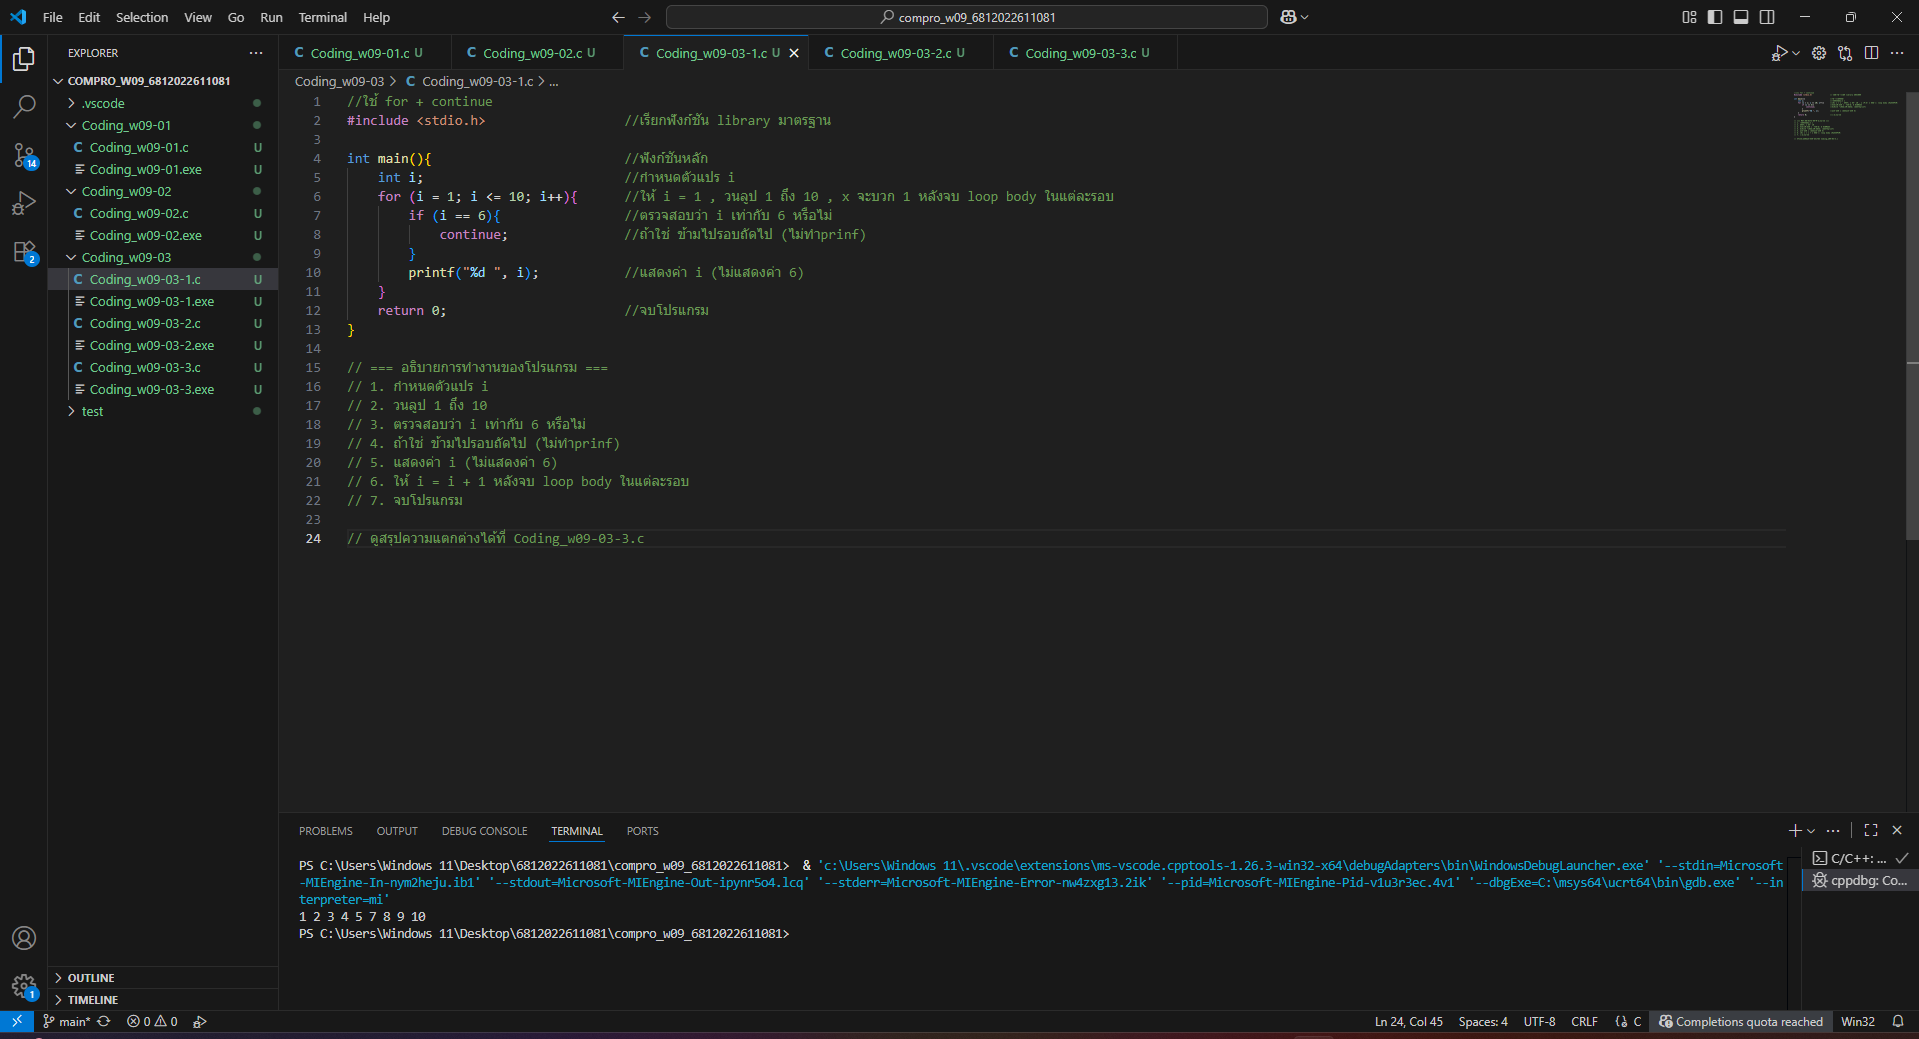 File Edit Selection View Go Run Terminal Help
compro_w09_6812022611081
EXPLORER
COMPRO_W09_6812022611081
.vscode
Coding_w09-01
Coding_w09-01.c U
Coding_w09-01.exe U
Coding_w09-02
Coding_w09-02.c U
Coding_w09-02.exe U
Coding_w09-03
Coding_w09-03-1.c U
Coding_w09-03-1.exe U
Coding_w09-03-2.c U
Coding_w09-03-2.exe U
Coding_w09-03-3.c U
Coding_w09-03-3.exe U
test
14
2
1
OUTLINE
TIMELINE
C Coding_w09-01.c U C Coding_w09-02.c U C Coding_w09-03-1.c U C Coding_w09-03-2.c U C Coding_w09-03-3.c U
Coding_w09-03 > C Coding_w09-03-1.c > ...
1 //ใช้ for + continue
2 #include <stdio.h> //เรียกฟังก์ชัน library มาตรฐาน
3
4 int main(){ //ฟังก์ชันหลัก
5 int i; //กำหนดตัวแปร i
6 for (i = 1; i <= 10; i++){ //ให้ i = 1 , วนลูป 1 ถึง 10 , x จะบวก 1 หลังจบ loop body ในแต่ละรอบ
7 if (i == 6){ //ตรวจสอบว่า i เท่ากับ 6 หรือไม่
8 continue; //ถ้าใช่ ข้ามไปรอบถัดไป (ไม่ทำprinf)
9 }
10 printf("%d ", i); //แสดงค่า i (ไม่แสดงค่า 6)
11 }
12 return 0; //จบโปรแกรม
13 }
14
15 // === อธิบายการทำงานของโปรแกรม ===
16 // 1. กำหนดตัวแปร i
17 // 2. วนลูป 1 ถึง 10
18 // 3. ตรวจสอบว่า i เท่ากับ 6 หรือไม่
19 // 4. ถ้าใช่ ข้ามไปรอบถัดไป (ไม่ทำprinf)
20 // 5. แสดงค่า i (ไม่แสดงค่า 6)
21 // 6. ให้ i = i + 1 หลังจบ loop body ในแต่ละรอบ
22 // 7. จบโปรแกรม
23
24 // ดูสรุปความแตกต่างได้ที่ Coding_w09-03-3.c
PROBLEMS OUTPUT DEBUG CONSOLE TERMINAL PORTS
PS C:\Users\Windows 11\Desktop\6812022611081\compro_w09_6812022611081> & 'c:\Users\Windows 11\.vscode\extensions\ms-vscode.cpptools-1.26.3-win32-x64\debugAdapters\bin\WindowsDebugLauncher.exe' '--stdin=Microsoft
-MIEngine-In-nym2heju.ib1' '--stdout=Microsoft-MIEngine-Out-ipynr5o4.lcq' '--stderr=Microsoft-MIEngine-Error-nw4zxg13.2ik' '--pid=Microsoft-MIEngine-Pid-v1u3r3ec.4v1' '--dbgExe=C:\msys64\ucrt64\bin\gdb.exe' '--in
terpreter=mi'
1 2 3 4 5 7 8 9 10
PS C:\Users\Windows 11\Desktop\6812022611081\compro_w09_6812022611081>
C/C++: ...
cppdbg: Co...
main* 0 0 Ln 24, Col 45 Spaces: 4 UTF-8 CRLF C Completions quota reached Win32